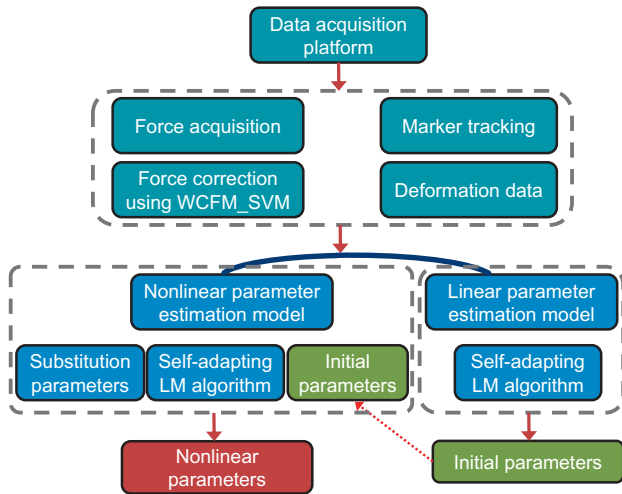 Data acquisition
platform
Force acquisition
Marker tracking
Force correction
using WCFM_SVM
Deformation data
Nonlinear parameter
estimation model
Linear parameter
estimation model
Substitution
parameters
Self-adapting
LM algorithm
Initial
parameters
Self-adapting
LM algorithm
Nonlinear
parameters
Initial parameters